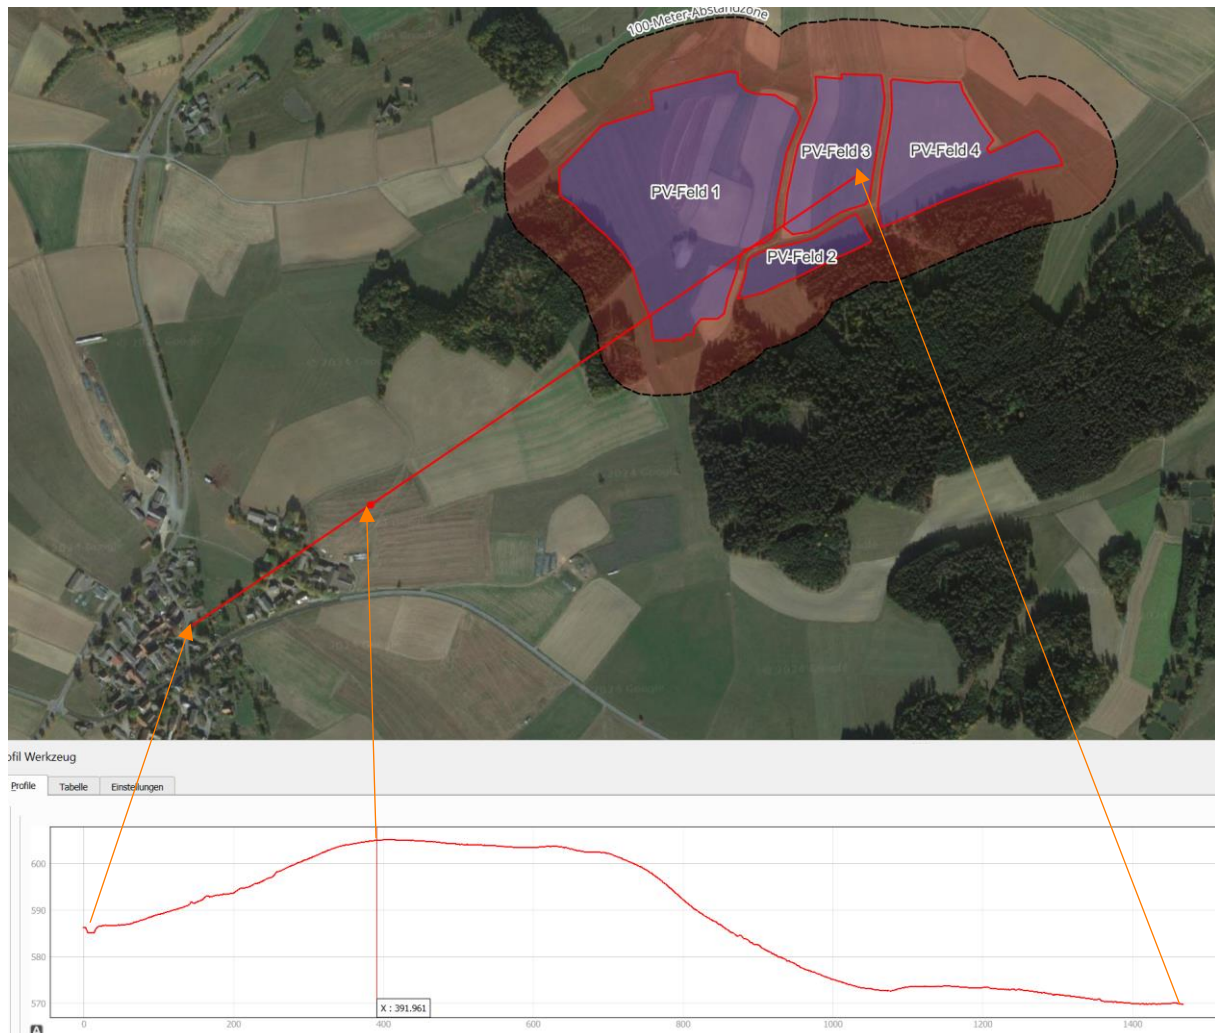 100-Meter-Abstandzone
PV-Feld 3
PV-Feld 4
PV-Feld 1
PV-Feld 2
ofil Werkzeug
Profile Tabelle Einstellungen
600
590
580
570
X : 391.961
0 200 400 600 800 1000 1200 1400
A